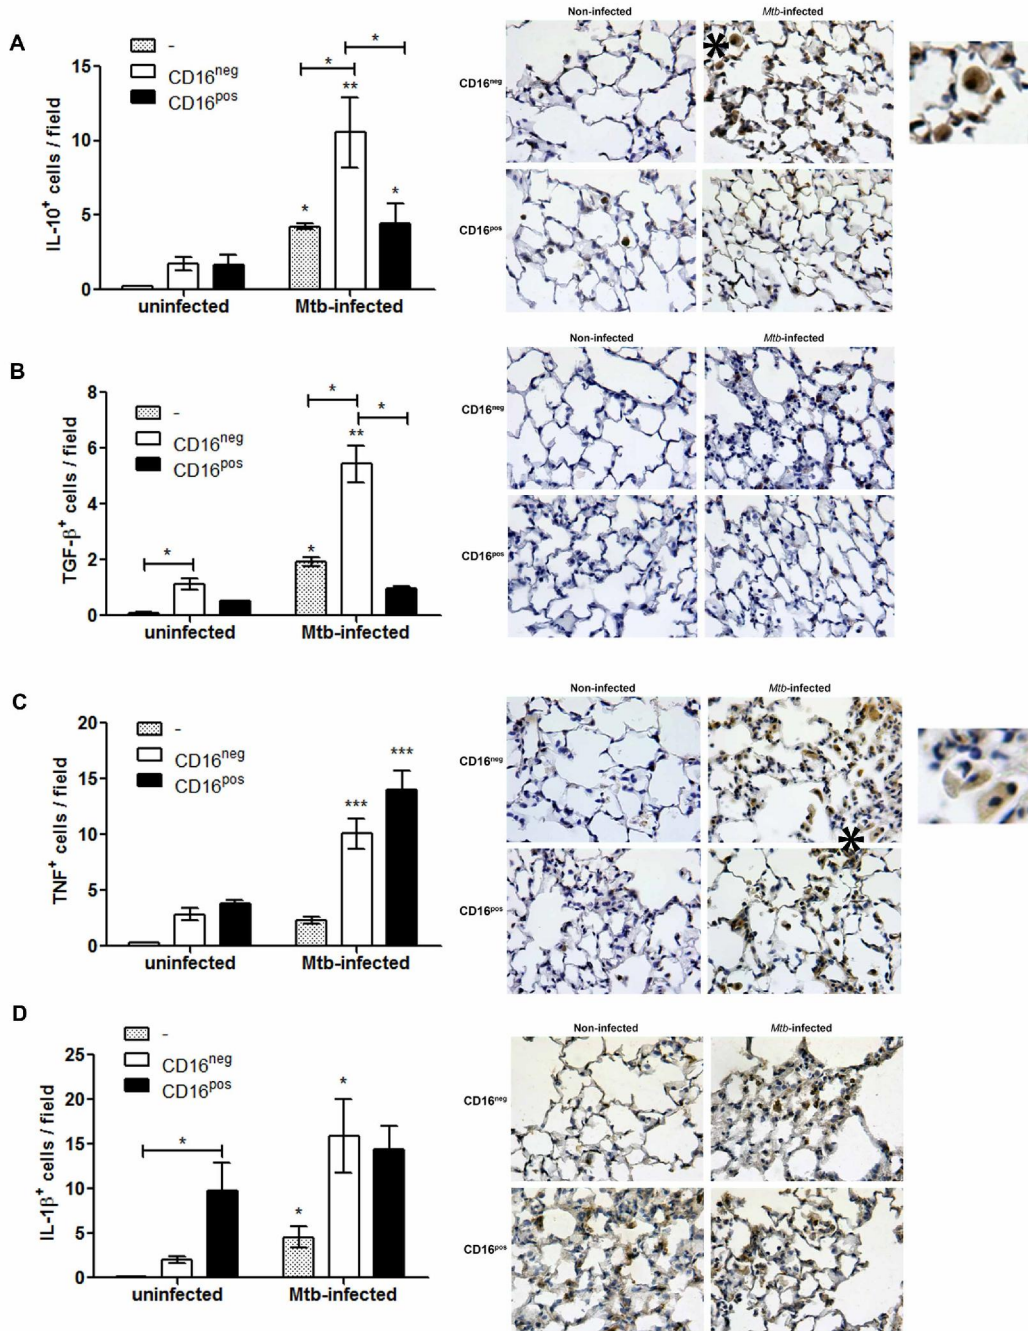 A
-
CD16neg
CD16pos
IL-10+ cells / field
15
10
5
0
*
*
*
**
*
uninfected
Mtb-infected
Non-infected
Mtb-infected
*
CD16neg
CD16pos
B
-
CD16neg
CD16pos
TGF-β+ cells / field
8
6
4
2
0
*
*
*
*
**
uninfected
Mtb-infected
Non-infected
Mtb-infected
CD16neg
CD16pos
C
-
CD16neg
CD16pos
TNF+ cells / field
20
15
10
5
0
***
***
uninfected
Mtb-infected
Non-infected
Mtb-infected
CD16neg
*
CD16pos
D
-
CD16neg
CD16pos
IL-1β+ cells / field
25
20
15
10
5
0
*
*
*
uninfected
Mtb-infected
Non-infected
Mtb-infected
CD16neg
CD16pos